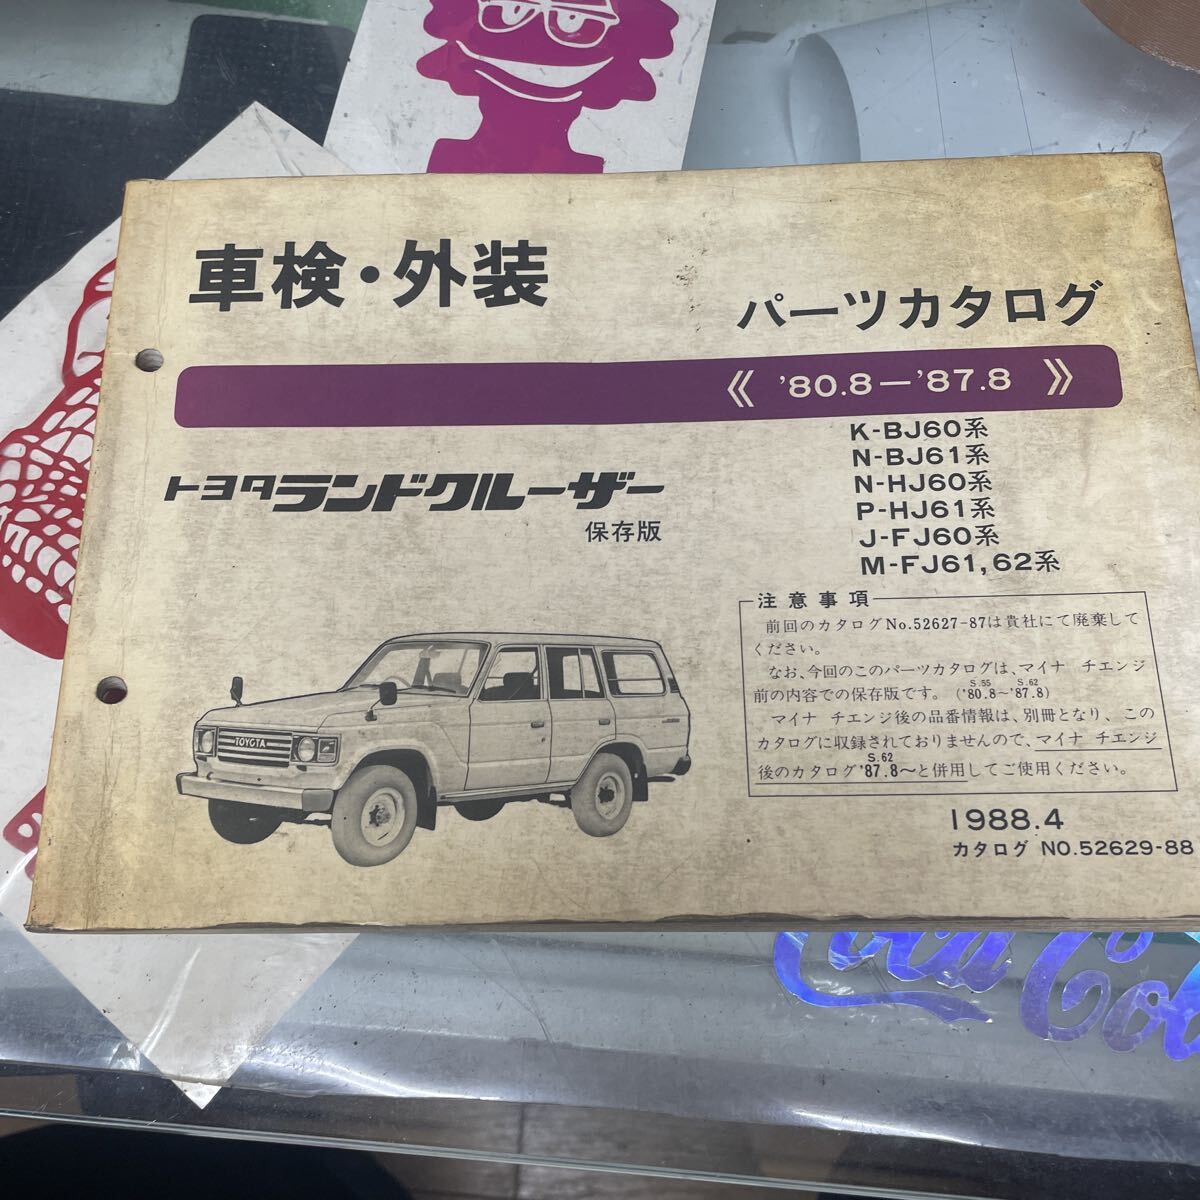 車検・外装
パーツカタログ
《 '80.8－'87.8 》
K-BJ60系
N-BJ61系
N-HJ60系
P-HJ61系
J-FJ60系
M-FJ61,62系
トヨタランドクルーザー
保存版
注意事項
前回のカタログNo.52627-87は貴社にて廃棄して
ください。
なお、今回のこのパーツカタログは、マイナ チエンジ
S.55 S.62
前の内容での保存版です。('80.8〜'87.8)
マイナ チエンジ後の品番情報は、別冊となり、この
カタログに収録されておりませんので、マイナ チエンジ
S.62
後のカタログ'87.8〜と併用してご使用ください。
TOYOTA
1988.4
カタログ NO.52629-88
Coca Cola